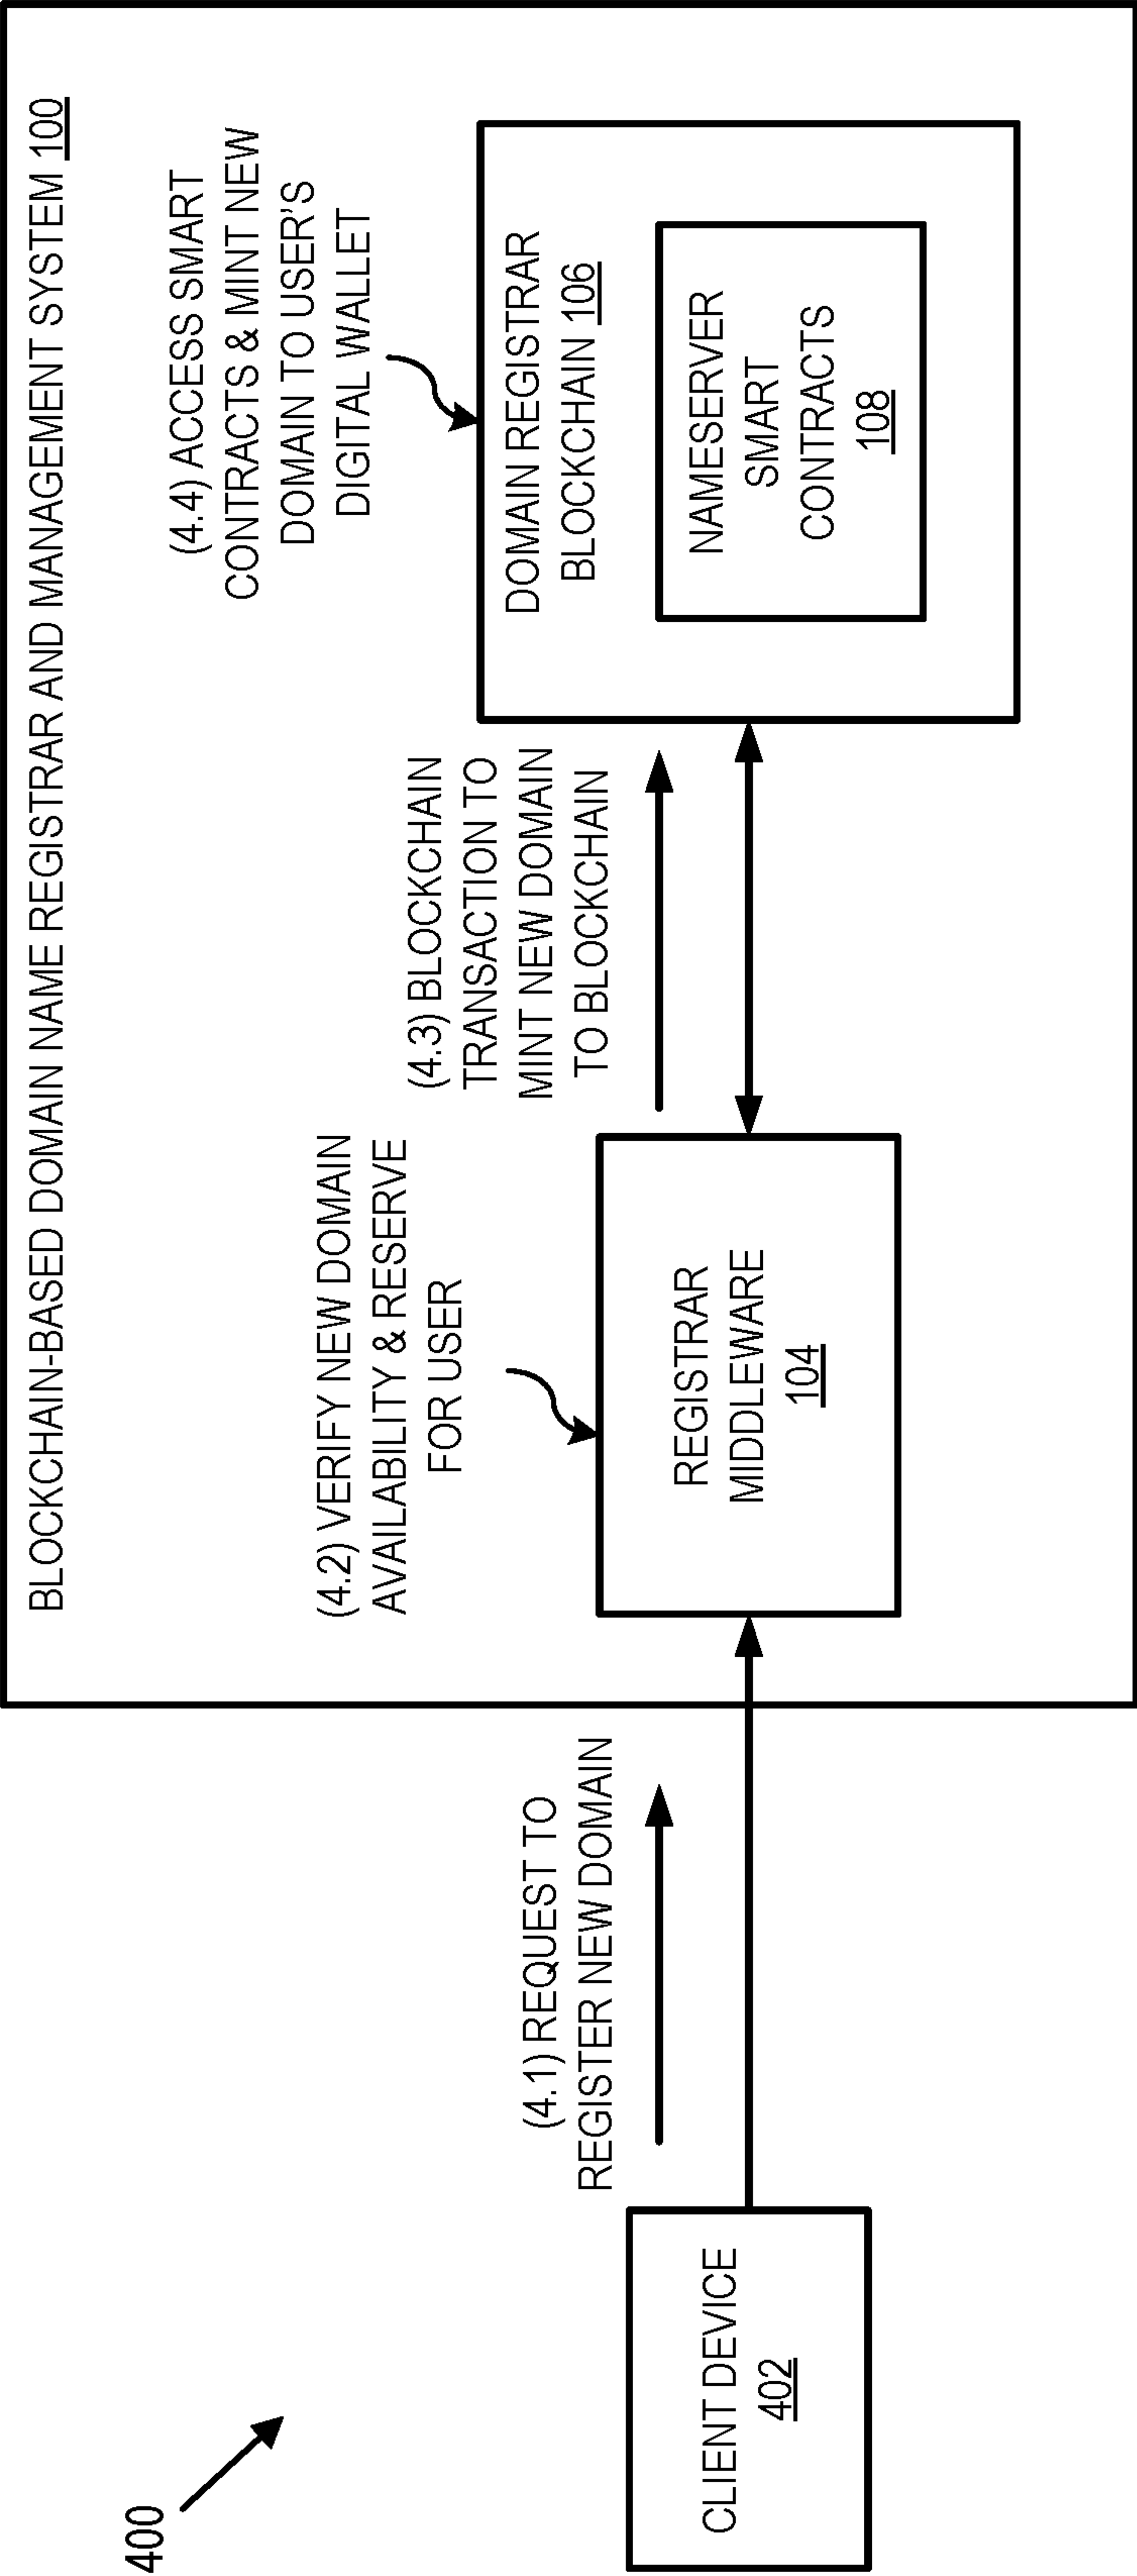 400
BLOCKCHAIN-BASED DOMAIN NAME REGISTRAR AND MANAGEMENT SYSTEM 100
CLIENT DEVICE
402
(4.1) REQUEST TO
REGISTER NEW DOMAIN
(4.2) VERIFY NEW DOMAIN
AVAILABILITY & RESERVE
FOR USER
REGISTRAR
MIDDLEWARE
104
(4.3) BLOCKCHAIN
TRANSACTION TO
MINT NEW DOMAIN
TO BLOCKCHAIN
(4.4) ACCESS SMART
CONTRACTS & MINT NEW
DOMAIN TO USER'S
DIGITAL WALLET
DOMAIN REGISTRAR
BLOCKCHAIN 106
NAMESERVER
SMART
CONTRACTS
108